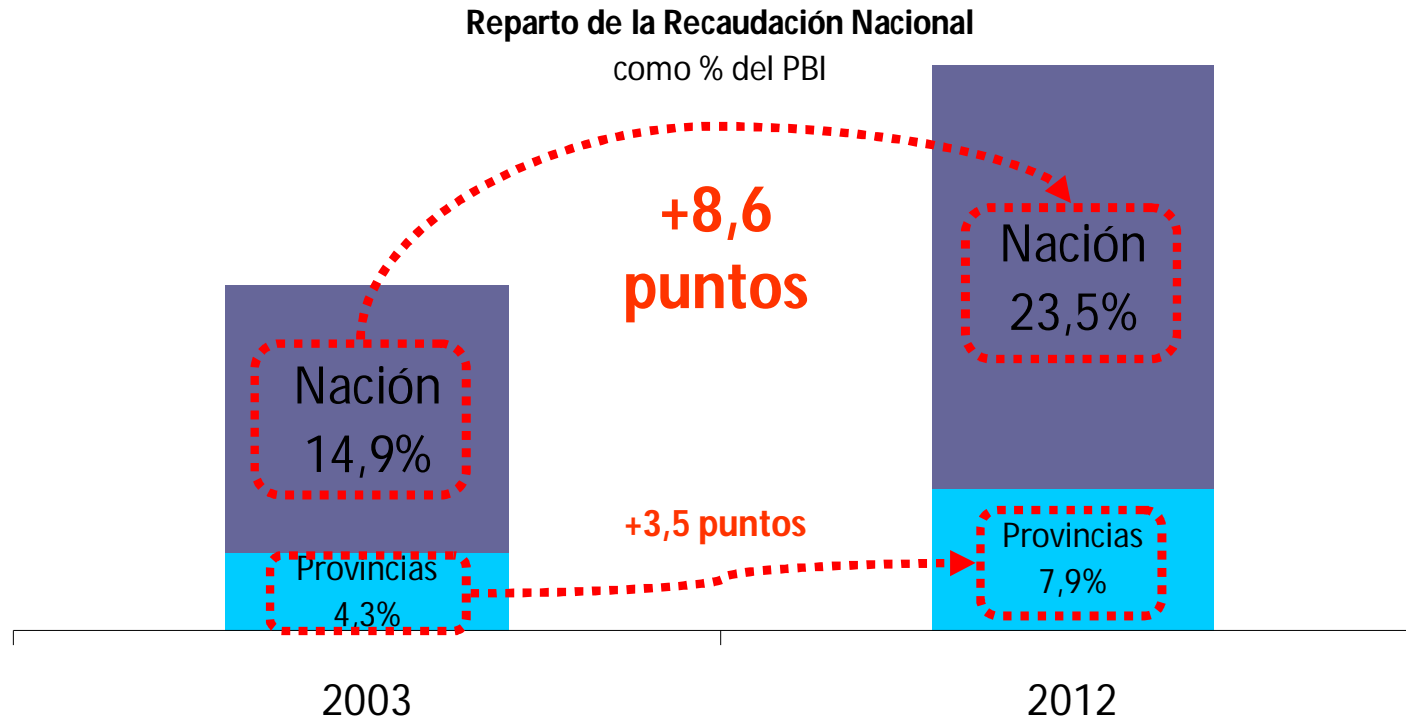 Reparto de la Recaudación Nacional
como % del PBI
+8,6
puntos
Nación
23,5%
Nación
14,9%
+3,5 puntos
Provincias
7,9%
Provincias
4,3%
2003
2012